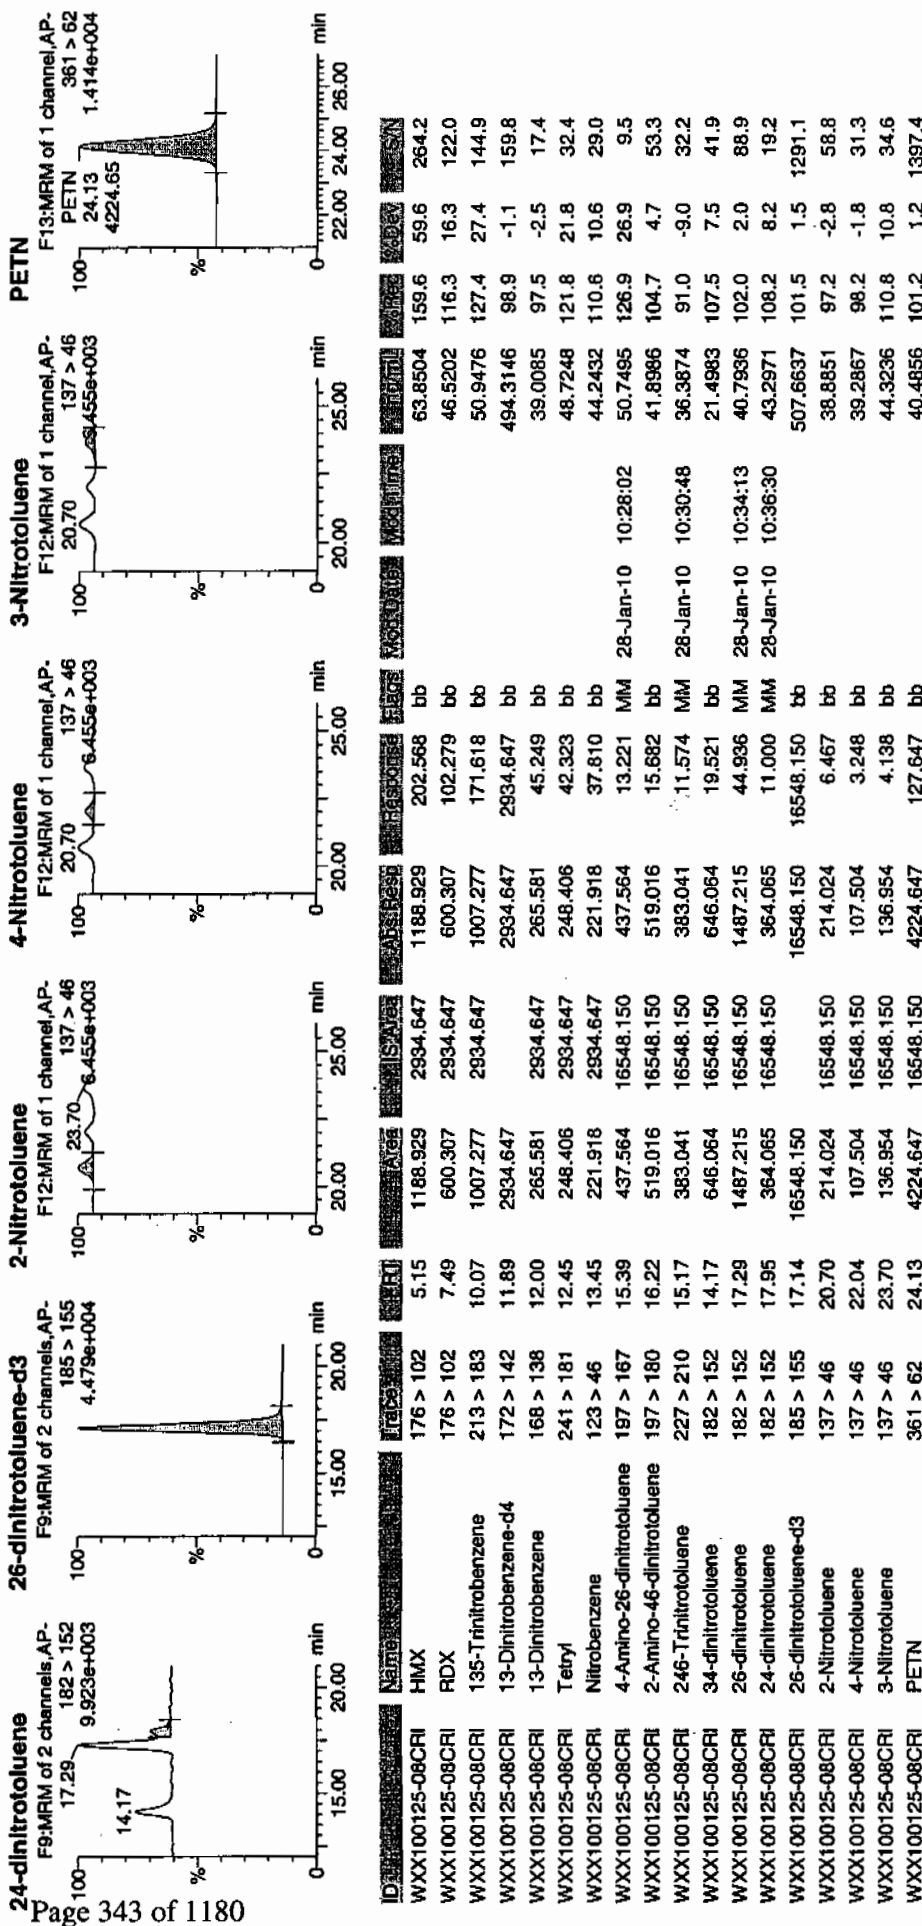 24-dinitrotoluene
F9:MRM of 2 channels,AP-
182 > 152
9.923e+003
100
17.29
14.17
%
0
15.00 20.00 min
26-dinitrotoluene-d3
F9:MRM of 2 channels,AP-
185 > 155
4.479e+004
100
%
0
15.00 20.00 min
2-Nitrotoluene
F12:MRM of 1 channel,AP-
137 > 46
6.455e+003
100
23.70
%
0
20.00 25.00 min
4-Nitrotoluene
F12:MRM of 1 channel,AP-
137 > 46
6.455e+003
100
20.70
%
0
20.00 25.00 min
3-Nitrotoluene
F12:MRM of 1 channel,AP-
137 > 46
6.455e+003
100
20.70
%
0
20.00 25.00 min
PETN
F13:MRM of 1 channel,AP-
361 > 62
1.414e+004
100
PETN
24.13
4224.65
%
0
22.00 24.00 26.00 min
ID Name Trace RT Area IS Area Abs.Resp Response Flags Mod.Date Mod.Time %Rec %Dev S/N
WXX100125-08CRI HMX 176 > 102 5.15 1188.929 2934.647 1188.929 202.568 bb 63.8504 159.6 59.6 264.2
WXX100125-08CRI RDX 176 > 102 7.49 600.307 2934.647 600.307 102.279 bb 46.5202 116.3 16.3 122.0
WXX100125-08CRI 135-Trinitrobenzene 213 > 183 10.07 1007.277 2934.647 1007.277 171.618 bb 50.9476 127.4 27.4 144.9
WXX100125-08CRI 13-Dinitrobenzene-d4 172 > 142 11.89 2934.647 2934.647 2934.647 bb 494.3146 98.9 -1.1 159.8
WXX100125-08CRI 13-Dinitrobenzene 168 > 138 12.00 265.581 2934.647 265.581 45.249 bb 39.0085 97.5 -2.5 17.4
WXX100125-08CRI Tetryl 241 > 181 12.45 248.406 2934.647 248.406 42.323 bb 48.7248 121.8 21.8 32.4
WXX100125-08CRI Nitrobenzene 123 > 46 13.45 221.918 2934.647 221.918 37.810 bb 44.2432 110.6 10.6 29.0
WXX100125-08CRI 4-Amino-26-dinitrotoluene 197 > 167 15.39 437.564 16548.150 437.564 13.221 MM 28-Jan-10 10:28:02 50.7495 126.9 26.9 9.5
WXX100125-08CRI 2-Amino-46-dinitrotoluene 197 > 180 16.22 519.016 16548.150 519.016 15.682 bb 41.8986 104.7 4.7 53.3
WXX100125-08CRI 246-Trinitrotoluene 227 > 210 15.17 383.041 16548.150 383.041 11.574 MM 28-Jan-10 10:30:48 36.3874 91.0 -9.0 32.2
WXX100125-08CRI 34-dinitrotoluene 182 > 152 14.17 646.064 16548.150 646.064 19.521 bb 21.4983 107.5 7.5 41.9
WXX100125-08CRI 26-dinitrotoluene 182 > 152 17.29 1487.215 16548.150 1487.215 44.936 MM 28-Jan-10 10:34:13 40.7936 102.0 2.0 88.9
WXX100125-08CRI 24-dinitrotoluene 182 > 152 17.95 364.065 16548.150 364.065 11.000 MM 28-Jan-10 10:36:30 43.2971 108.2 8.2 19.2
WXX100125-08CRI 26-dinitrotoluene-d3 185 > 155 17.14 16548.150 16548.150 16548.150 bb 507.6637 101.5 1.5 1291.1
WXX100125-08CRI 2-Nitrotoluene 137 > 46 20.70 214.024 16548.150 214.024 6.467 bb 38.8851 97.2 -2.8 58.8
WXX100125-08CRI 4-Nitrotoluene 137 > 46 22.04 107.504 16548.150 107.504 3.248 bb 39.2867 98.2 -1.8 31.3
WXX100125-08CRI 3-Nitrotoluene 137 > 46 23.70 136.954 16548.150 136.954 4.138 bb 44.3236 110.8 10.8 34.6
WXX100125-08CRI PETN 361 > 62 24.13 4224.647 16548.150 4224.647 127.647 bb 40.4856 101.2 1.2 1397.4
Page 343 of 1180